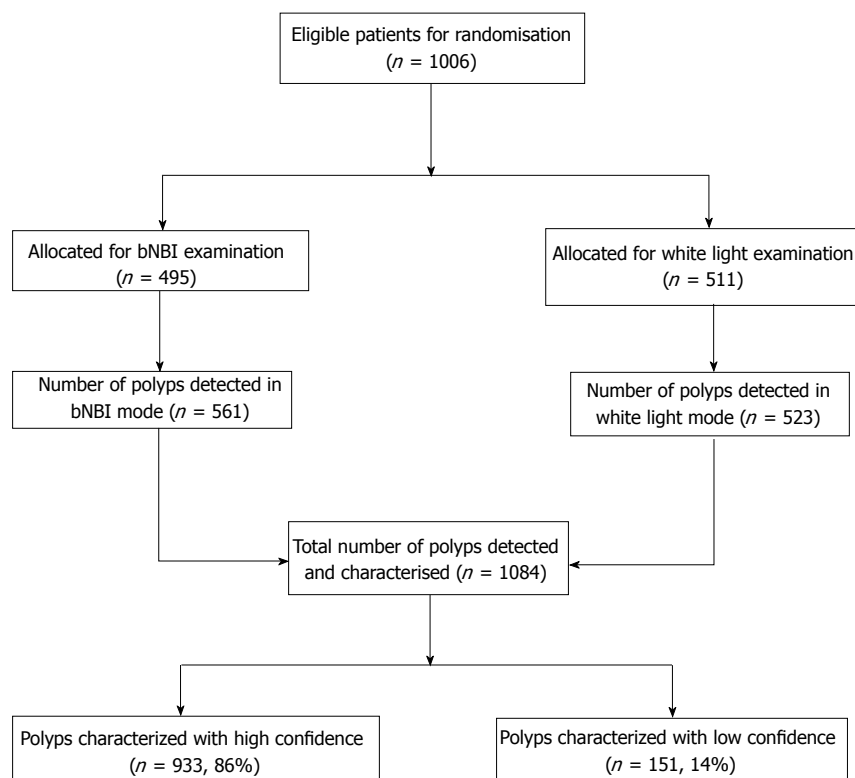 Eligible patients for randomisation
(n = 1006)
Allocated for bNBI examination
(n = 495)
Allocated for white light examination
(n = 511)
Number of polyps detected in
bNBI mode (n = 561)
Number of polyps detected in
white light mode (n = 523)
Total number of polyps detected
and characterised (n = 1084)
Polyps characterized with high confidence
(n = 933, 86%)
Polyps characterized with low confidence
(n = 151, 14%)